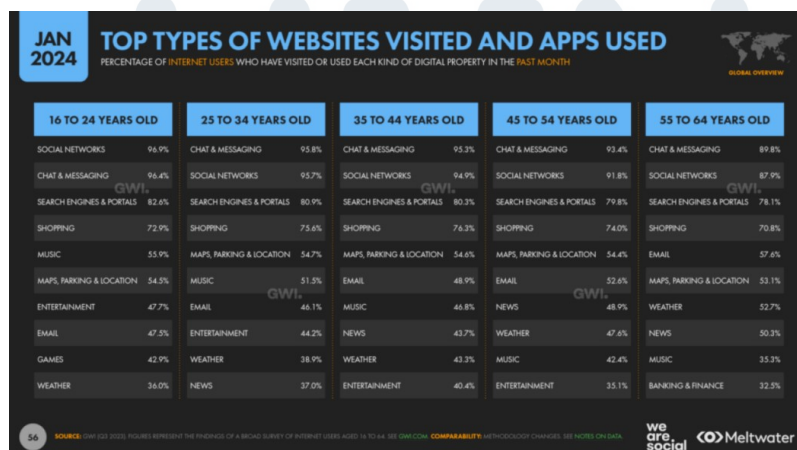 JAN
2024
TOP TYPES OF WEBSITES VISITED AND APPS USED
PERCENTAGE OF INTERNET USERS WHO HAVE VISITED OR USED EACH KIND OF DIGITAL PROPERTY IN THE PAST MONTH
GLOBAL OVERVIEW
16 TO 24 YEARS OLD
SOCIAL NETWORKS 96.9%
CHAT & MESSAGING 96.4%
SEARCH ENGINES & PORTALS 82.6%
SHOPPING 72.9%
MUSIC 55.9%
MAPS, PARKING & LOCATION 54.5%
ENTERTAINMENT 47.7%
EMAIL 47.5%
GAMES 42.9%
WEATHER 36.0%
25 TO 34 YEARS OLD
CHAT & MESSAGING 95.8%
SOCIAL NETWORKS 95.7%
SEARCH ENGINES & PORTALS 80.9%
SHOPPING 75.6%
MAPS, PARKING & LOCATION 54.7%
MUSIC 51.5%
EMAIL 46.1%
ENTERTAINMENT 44.2%
WEATHER 38.9%
NEWS 37.0%
35 TO 44 YEARS OLD
CHAT & MESSAGING 95.3%
SOCIAL NETWORKS 94.9%
SEARCH ENGINES & PORTALS 80.3%
SHOPPING 76.3%
MAPS, PARKING & LOCATION 54.6%
EMAIL 48.9%
MUSIC 46.8%
NEWS 43.7%
WEATHER 43.3%
ENTERTAINMENT 40.4%
45 TO 54 YEARS OLD
CHAT & MESSAGING 93.4%
SOCIAL NETWORKS 91.8%
SEARCH ENGINES & PORTALS 79.8%
SHOPPING 74.0%
MAPS, PARKING & LOCATION 54.4%
EMAIL 52.6%
NEWS 48.9%
WEATHER 47.6%
MUSIC 42.4%
ENTERTAINMENT 35.1%
55 TO 64 YEARS OLD
CHAT & MESSAGING 89.8%
SOCIAL NETWORKS 87.9%
SEARCH ENGINES & PORTALS 78.1%
SHOPPING 70.8%
EMAIL 57.6%
MAPS, PARKING & LOCATION 53.1%
WEATHER 52.7%
NEWS 50.3%
MUSIC 35.3%
BANKING & FINANCE 32.5%
GWI.
GWI.
GWI.
GWI.
GWI.
56
SOURCE: GWI (Q3 2023). FIGURES REPRESENT THE FINDINGS OF A BROAD SURVEY OF INTERNET USERS AGED 16 TO 64. SEE GWI.COM. COMPARABILITY: METHODOLOGY CHANGES. SEE NOTES ON DATA
we
are.
social
Meltwater